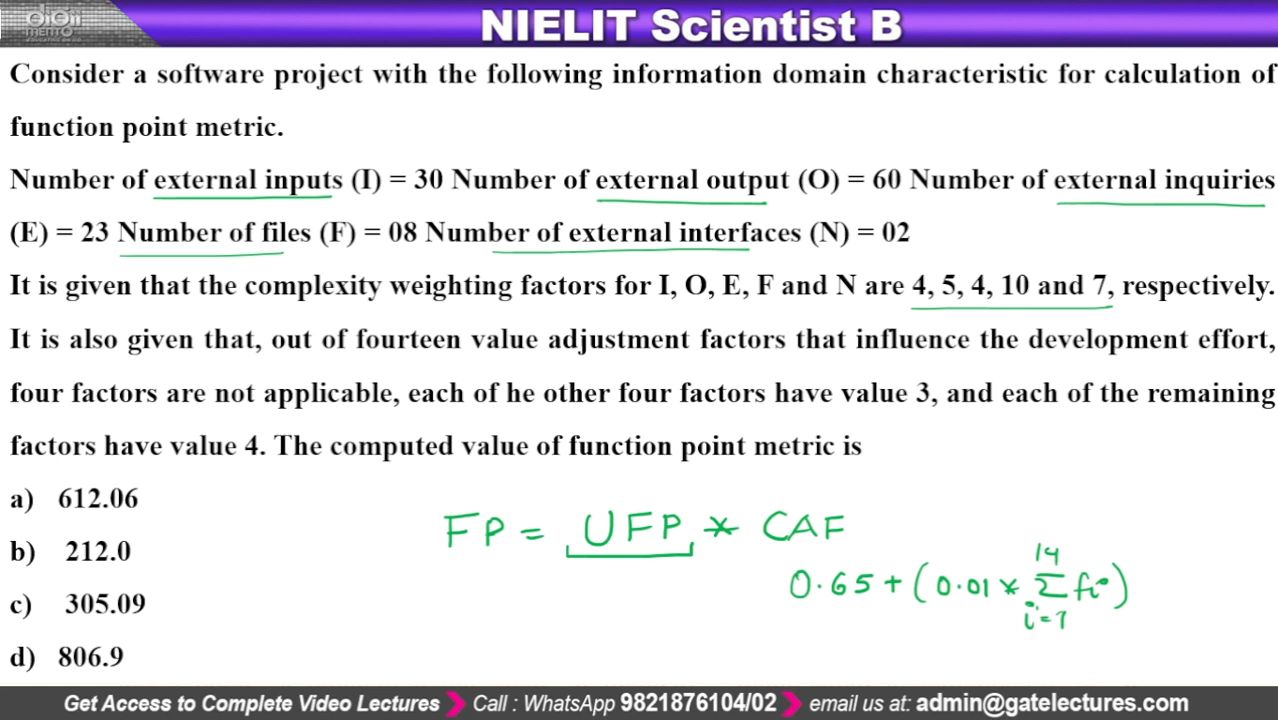 digii
mento
EDUCATION
NIELIT Scientist B
Consider a software project with the following information domain characteristic for calculation of
function point metric.
Number of external inputs (I) = 30 Number of external output (O) = 60 Number of external inquiries
(E) = 23 Number of files (F) = 08 Number of external interfaces (N) = 02
It is given that the complexity weighting factors for I, O, E, F and N are 4, 5, 4, 10 and 7, respectively.
It is also given that, out of fourteen value adjustment factors that influence the development effort,
four factors are not applicable, each of he other four factors have value 3, and each of the remaining
factors have value 4. The computed value of function point metric is
a) 612.06
b) 212.0
c) 305.09
d) 806.9
FP = UFP * CAF
14
0.65 + (0.01 * Σ fi)
i=1
Get Access to Complete Video Lectures Call : WhatsApp 9821876104/02 email us at: admin@gatelectures.com